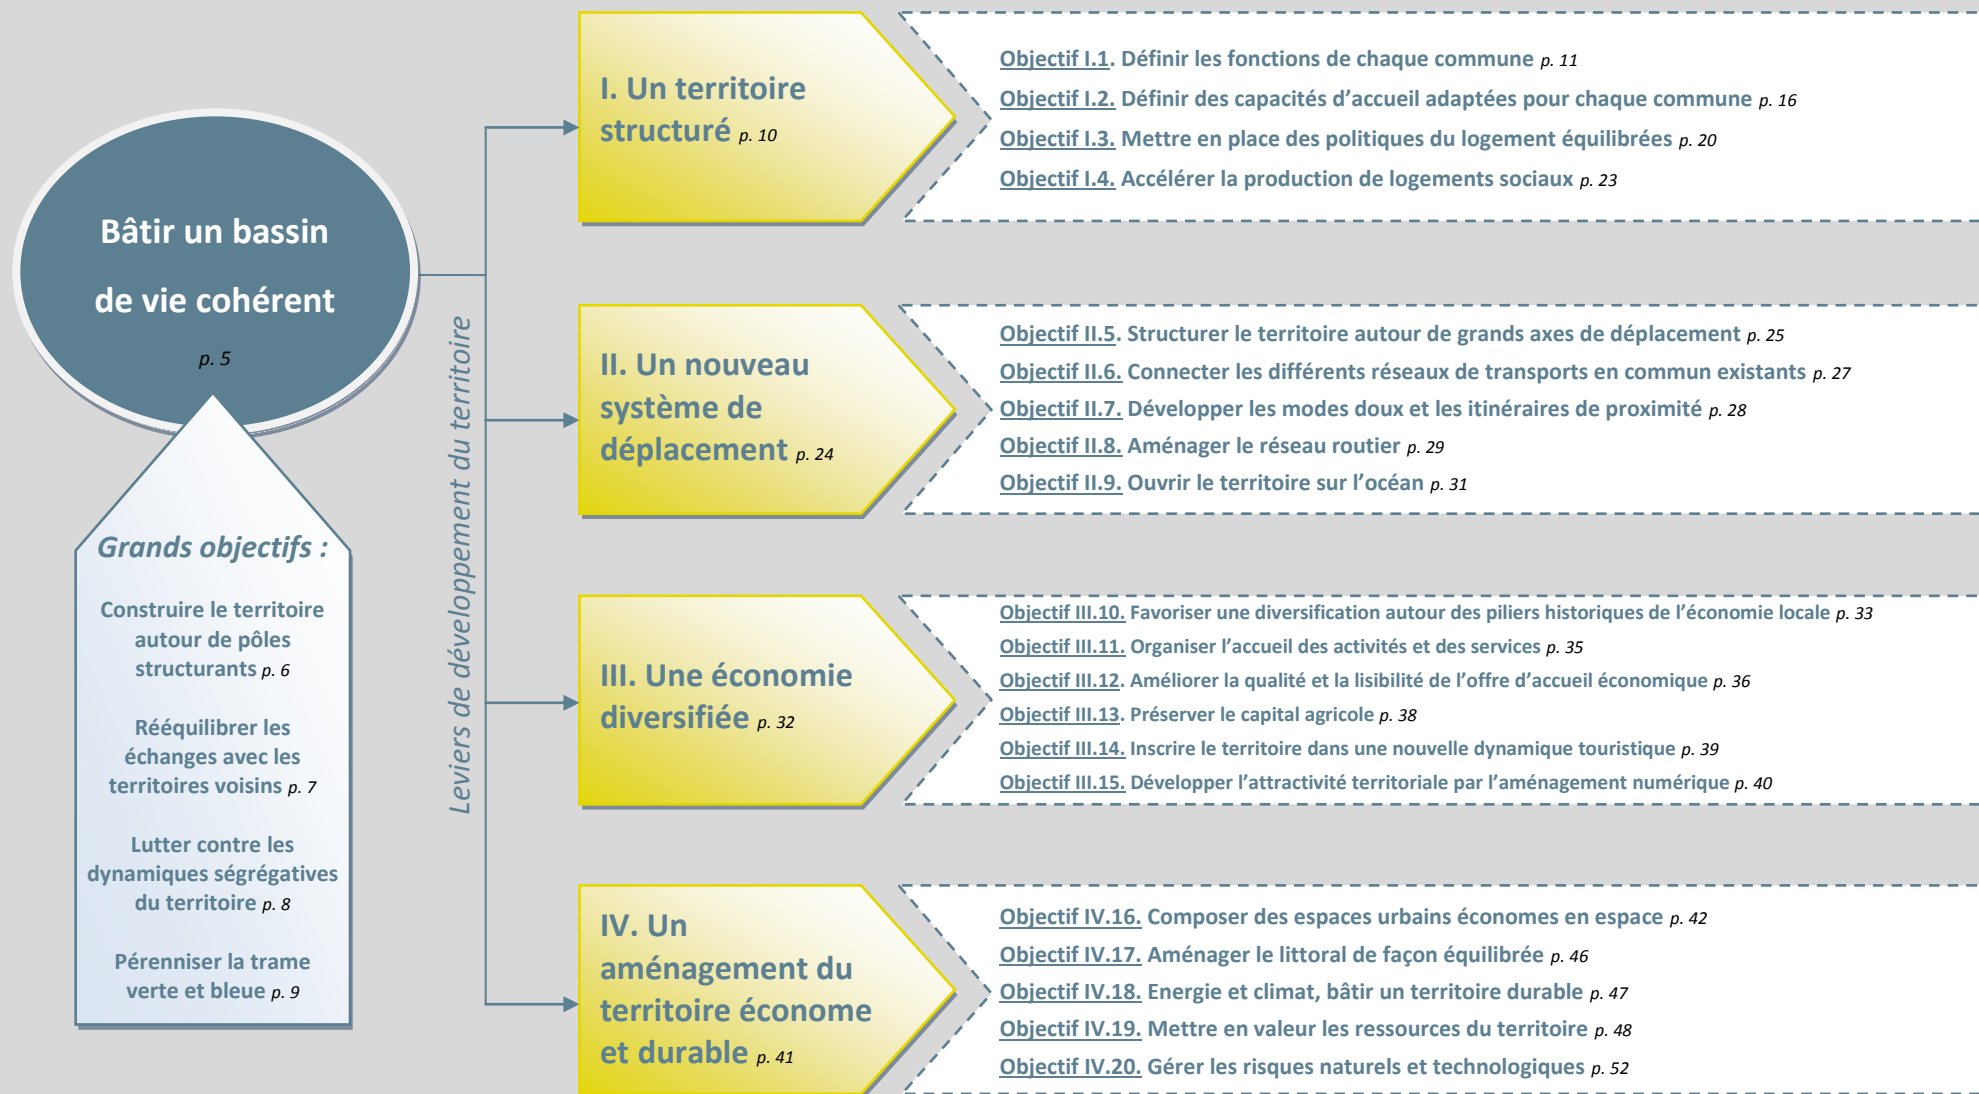 Bâtir un bassin
de vie cohérent
p. 5
Grands objectifs :
Construire le territoire
autour de pôles
structurants p. 6
Rééquilibrer les
échanges avec les
territoires voisins p. 7
Lutter contre les
dynamiques ségrégatives
du territoire p. 8
Pérenniser la trame
verte et bleue p. 9
Leviers de développement du territoire
I. Un territoire
structuré p. 10
Objectif I.1. Définir les fonctions de chaque commune p. 11
Objectif I.2. Définir des capacités d’accueil adaptées pour chaque commune p. 16
Objectif I.3. Mettre en place des politiques du logement équilibrées p. 20
Objectif I.4. Accélérer la production de logements sociaux p. 23
II. Un nouveau
système de
déplacement p. 24
Objectif II.5. Structurer le territoire autour de grands axes de déplacement p. 25
Objectif II.6. Connecter les différents réseaux de transports en commun existants p. 27
Objectif II.7. Développer les modes doux et les itinéraires de proximité p. 28
Objectif II.8. Aménager le réseau routier p. 29
Objectif II.9. Ouvrir le territoire sur l’océan p. 31
III. Une économie
diversifiée p. 32
Objectif III.10. Favoriser une diversification autour des piliers historiques de l’économie locale p. 33
Objectif III.11. Organiser l’accueil des activités et des services p. 35
Objectif III.12. Améliorer la qualité et la lisibilité de l’offre d’accueil économique p. 36
Objectif III.13. Préserver le capital agricole p. 38
Objectif III.14. Inscrire le territoire dans une nouvelle dynamique touristique p. 39
Objectif III.15. Développer l’attractivité territoriale par l’aménagement numérique p. 40
IV. Un
aménagement du
territoire économe
et durable p. 41
Objectif IV.16. Composer des espaces urbains économes en espace p. 42
Objectif IV.17. Aménager le littoral de façon équilibrée p. 46
Objectif IV.18. Energie et climat, bâtir un territoire durable p. 47
Objectif IV.19. Mettre en valeur les ressources du territoire p. 48
Objectif IV.20. Gérer les risques naturels et technologiques p. 52